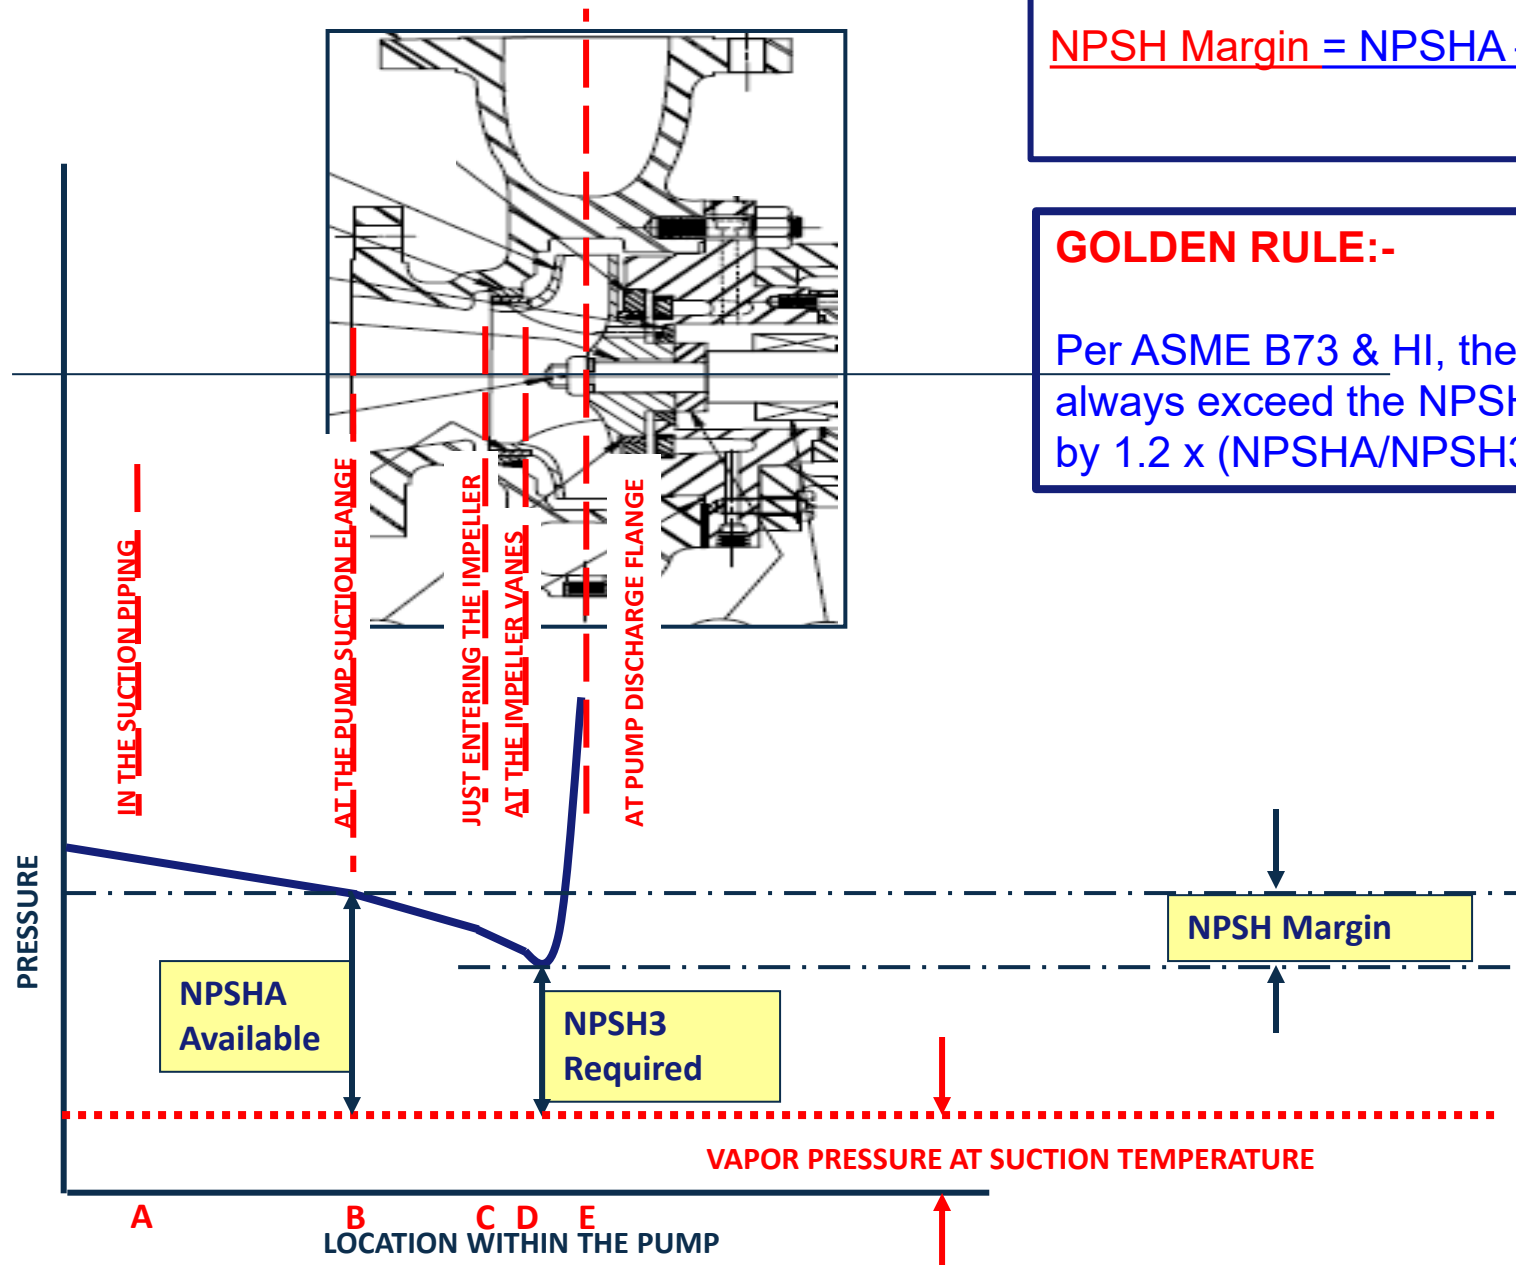 NPSH Margin = NPSHA
GOLDEN RULE:-
Per ASME B73 & HI, the
always exceed the NPSH
by 1.2 x (NPSHA/NPSH3
IN THE SUCTION PIPING
AT THE PUMP SUCTION FLANGE
JUST ENTERING THE IMPELLER
AT THE IMPELLER VANES
AT PUMP DISCHARGE FLANGE
PRESSURE
NPSH Margin
NPSHA
Available
NPSH3
Required
VAPOR PRESSURE AT SUCTION TEMPERATURE
A B C D E
LOCATION WITHIN THE PUMP